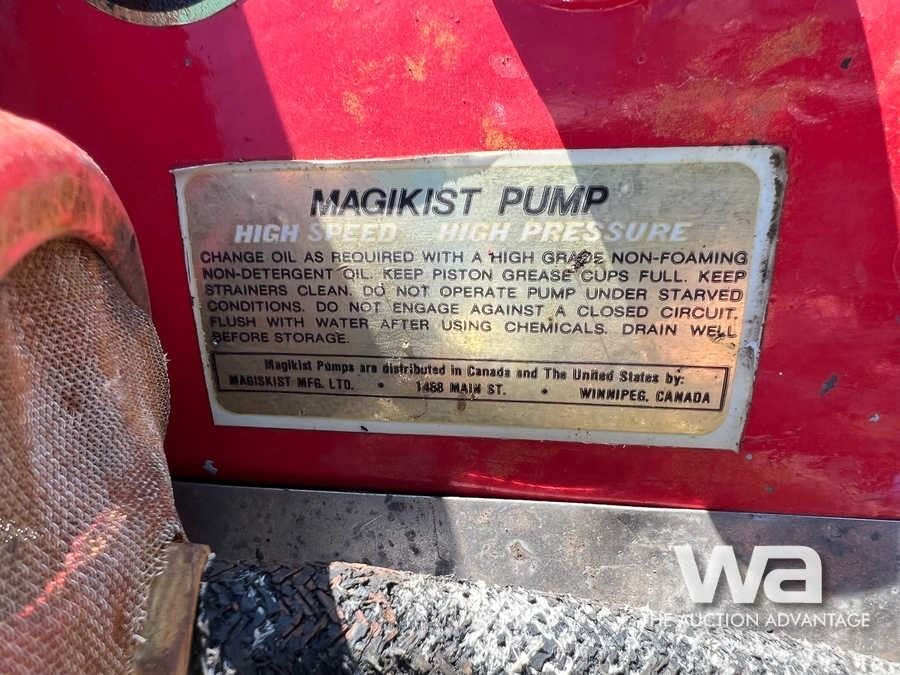 MAGIKIST PUMP
HIGH SPEED HIGH PRESSURE
CHANGE OIL AS REQUIRED WITH A HIGH GRADE NON-FOAMING
NON-DETERGENT OIL. KEEP PISTON GREASE CUPS FULL. KEEP
STRAINERS CLEAN. DO NOT OPERATE PUMP UNDER STARVED
CONDITIONS. DO NOT ENGAGE AGAINST A CLOSED CIRCUIT.
FLUSH WITH WATER AFTER USING CHEMICALS. DRAIN WELL
BEFORE STORAGE.
Magikist Pumps are distributed in Canada and The United States by:
MAGISKIST MFG. LTD. • 1488 MAIN ST. • WINNIPEG, CANADA
wa
THE AUCTION ADVANTAGE